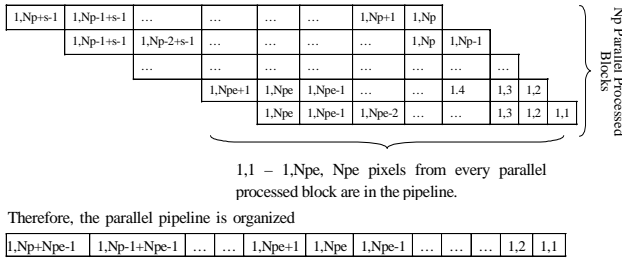 1,Np+s-1 1,Np-1+s-1 … … … … 1,Np+1 1,Np
1,Np-1+s-1 1,Np-2+s-1 … … … … 1,Np 1,Np-1
… … … … … … …
1,Npe+1 1,Npe 1,Npe-1 … … 1.4 1,3 1,2
1,Npe 1,Npe-1 1,Npe-2 … … 1,3 1,2 1,1
Np Parallel Processed
Blocks
1,1 – 1,Npe, Npe pixels from every parallel
processed block are in the pipeline.
Therefore, the parallel pipeline is organized
1,Np+Npe-1 1,Np-1+Npe-1 … … 1,Npe+1 1,Npe 1,Npe-1 … … … 1,2 1,1